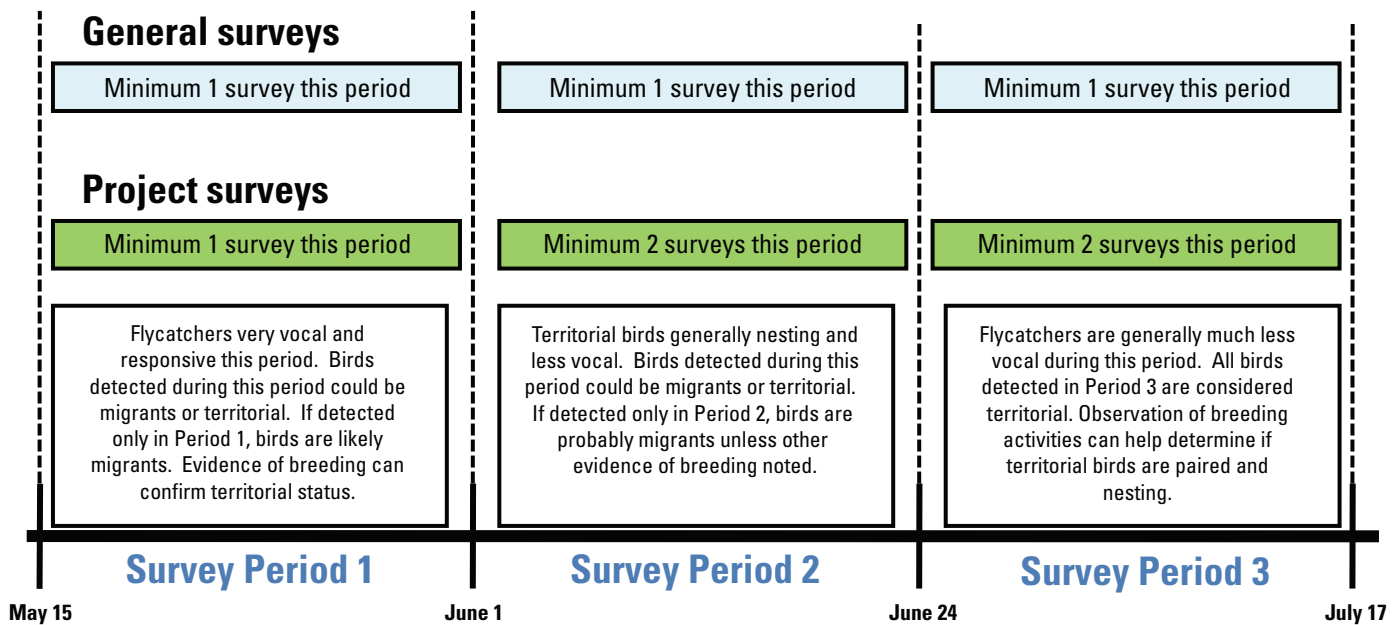 General surveys
Minimum 1 survey this period
Minimum 1 survey this period
Minimum 1 survey this period
Project surveys
Minimum 1 survey this period
Minimum 2 surveys this period
Minimum 2 surveys this period
Flycatchers very vocal and
responsive this period. Birds
detected during this period could be
migrants or territorial. If detected
only in Period 1, birds are likely
migrants. Evidence of breeding can
confirm territorial status.
Territorial birds generally nesting and
less vocal. Birds detected during this
period could be migrants or territorial.
If detected only in Period 2, birds are
probably migrants unless other
evidence of breeding noted.
Flycatchers are generally much less
vocal during this period. All birds
detected in Period 3 are considered
territorial. Observation of breeding
activities can help determine if
territorial birds are paired and
nesting.
Survey Period 1
Survey Period 2
Survey Period 3
May 15
June 1
June 24
July 17